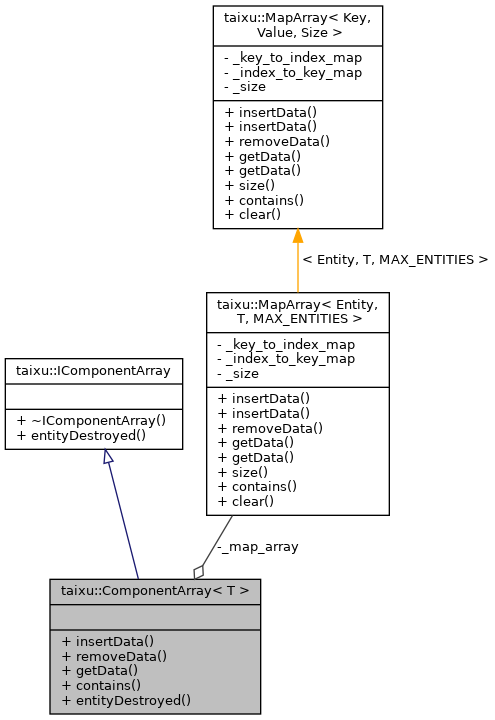 taixu::MapArray< Key,
Value, Size >
- _key_to_index_map
- _index_to_key_map
- _size
+ insertData()
+ insertData()
+ removeData()
+ getData()
+ getData()
+ size()
+ contains()
+ clear()
< Entity, T, MAX_ENTITIES >
taixu::MapArray< Entity,
T, MAX_ENTITIES >
- _key_to_index_map
- _index_to_key_map
- _size
+ insertData()
+ insertData()
+ removeData()
+ getData()
+ getData()
+ size()
+ contains()
+ clear()
taixu::IComponentArray
+ ~IComponentArray()
+ entityDestroyed()
-_map_array
taixu::ComponentArray< T >
+ insertData()
+ removeData()
+ getData()
+ contains()
+ entityDestroyed()